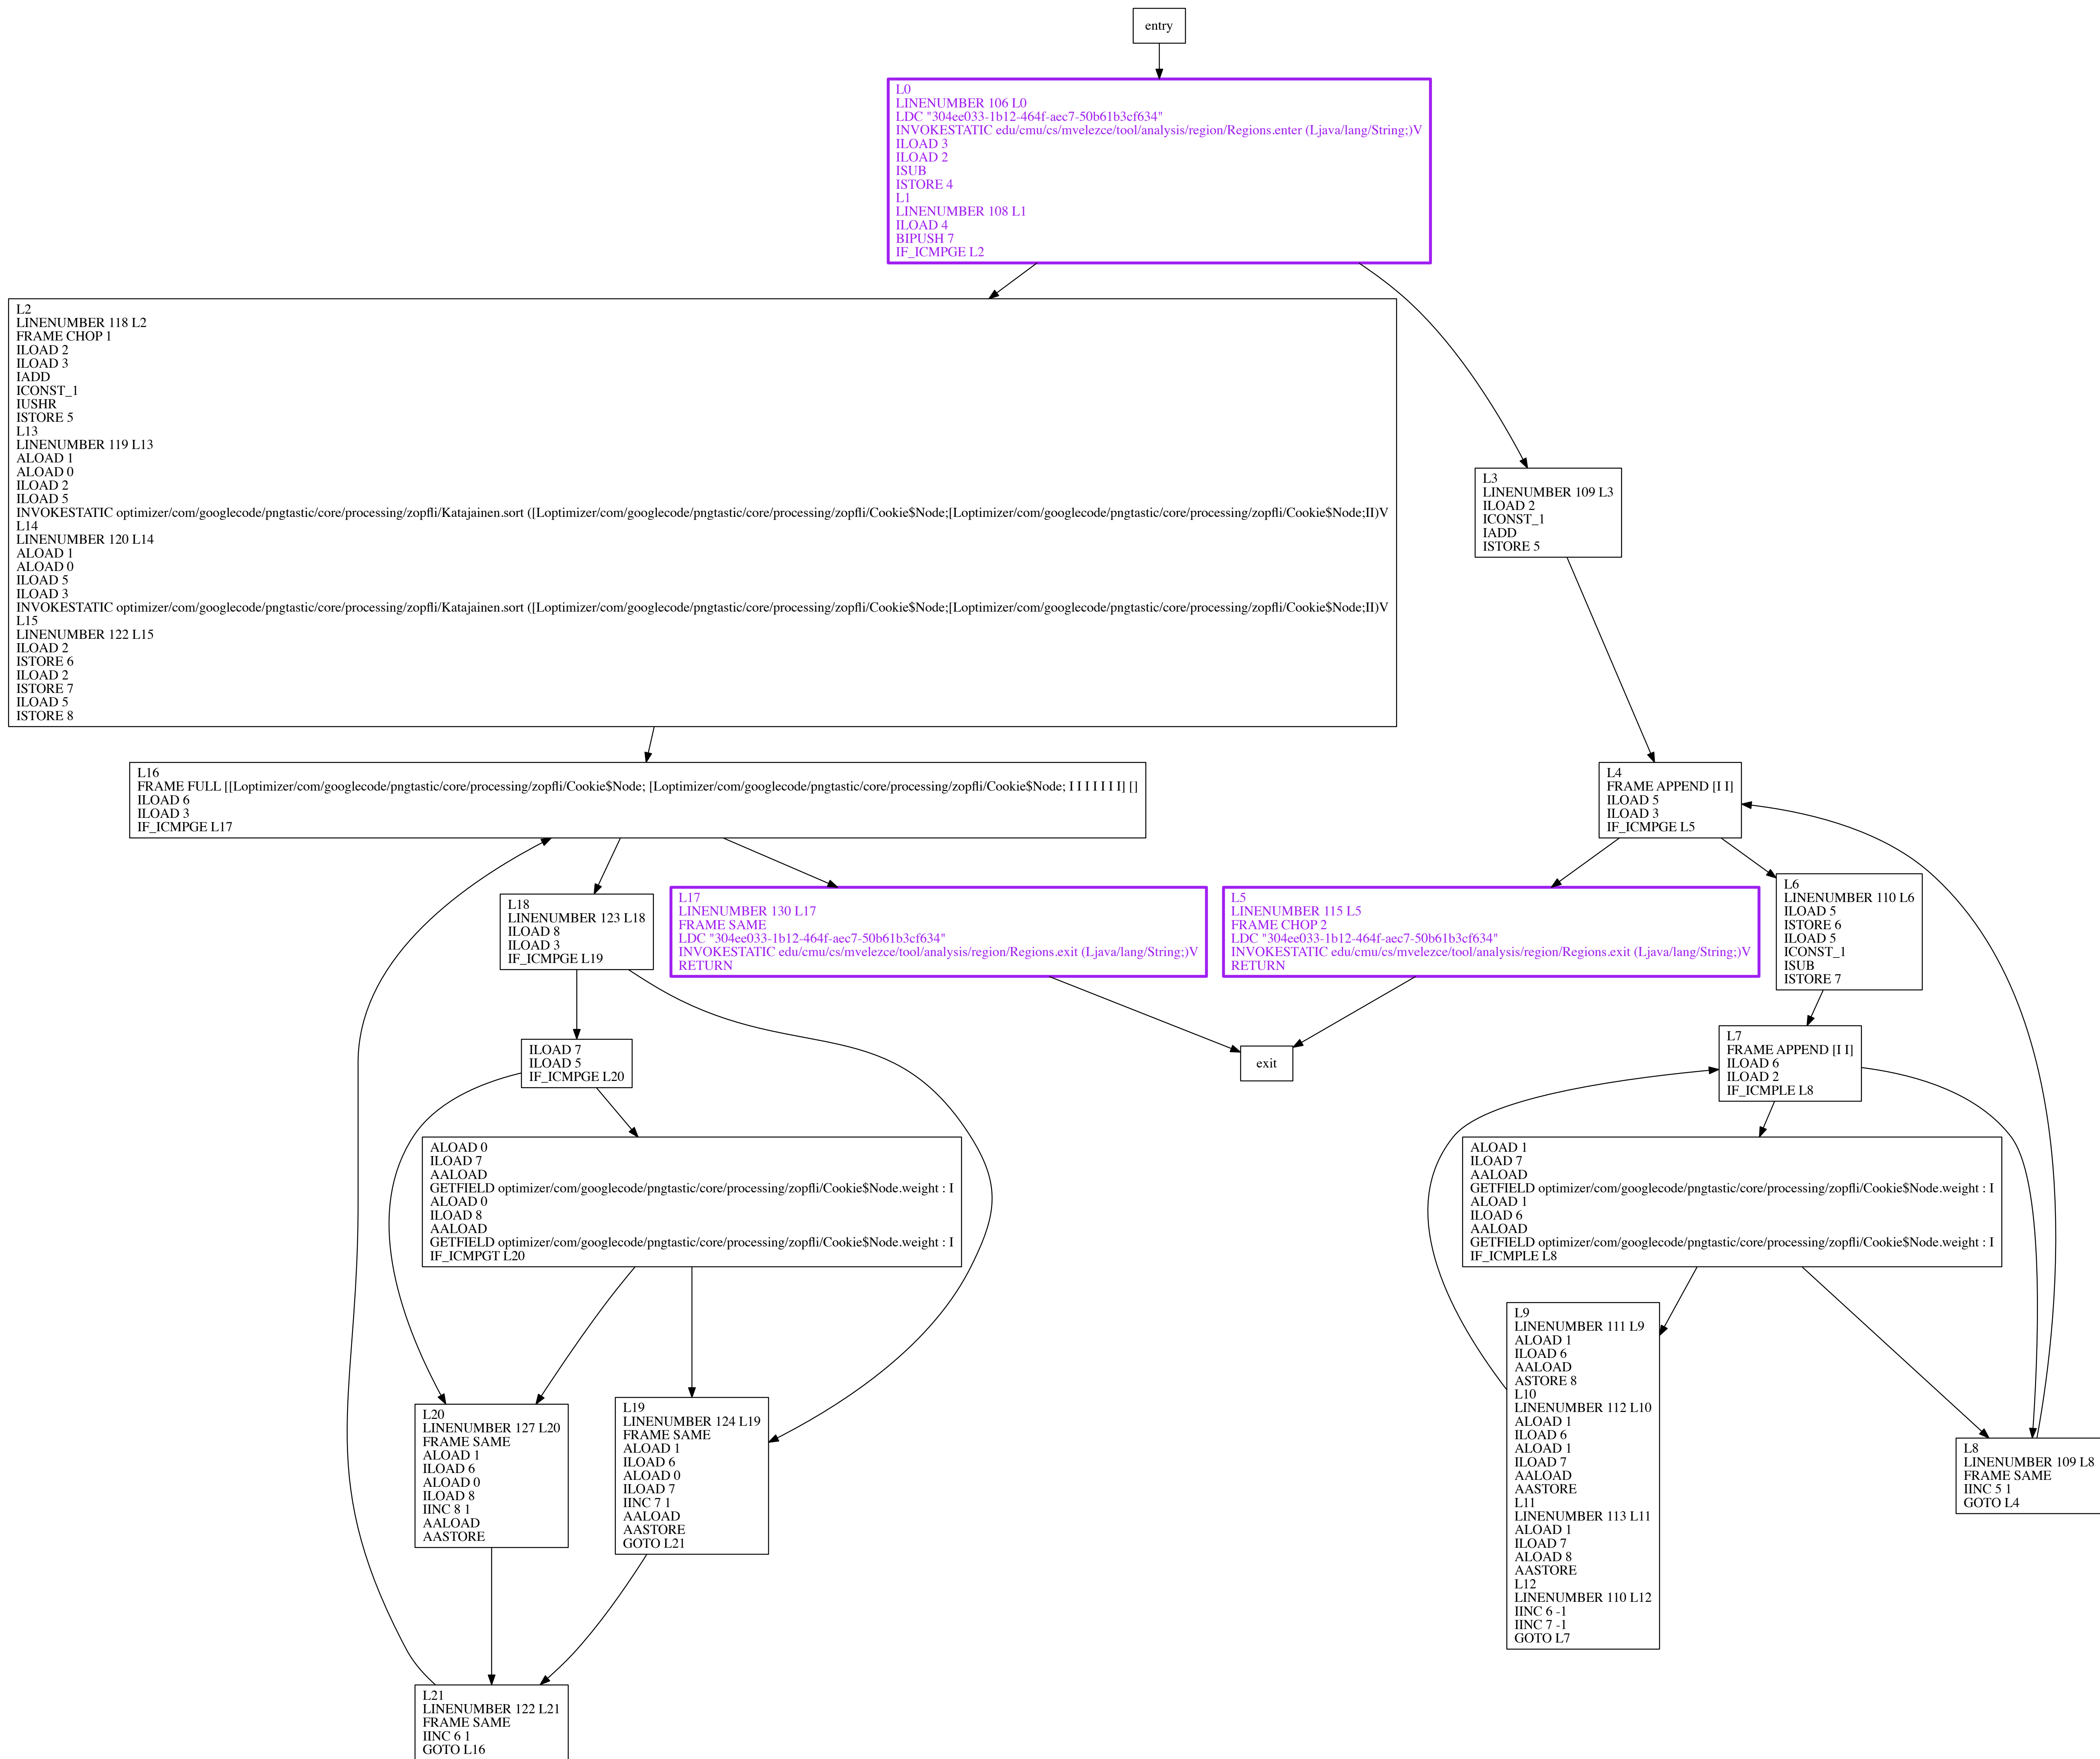 entry
L0
LINENUMBER 106 L0
LDC "304ee033-1b12-464f-aec7-50b61b3cf634"
INVOKESTATIC edu/cmu/cs/mvelezce/tool/analysis/region/Regions.enter (Ljava/lang/String;)V
ILOAD 3
ILOAD 2
ISUB
ISTORE 4
L1
LINENUMBER 108 L1
ILOAD 4
BIPUSH 7
IF_ICMPGE L2
L2
LINENUMBER 118 L2
FRAME CHOP 1
ILOAD 2
ILOAD 3
IADD
ICONST_1
IUSHR
ISTORE 5
L13
LINENUMBER 119 L13
ALOAD 1
ALOAD 0
ILOAD 2
ILOAD 5
INVOKESTATIC optimizer/com/googlecode/pngtastic/core/processing/zopfli/Katajainen.sort ([Loptimizer/com/googlecode/pngtastic/core/processing/zopfli/Cookie$Node;[Loptimizer/com/googlecode/pngtastic/core/processing/zopfli/Cookie$Node;II)V
L14
LINENUMBER 120 L14
ALOAD 1
ALOAD 0
ILOAD 5
ILOAD 3
INVOKESTATIC optimizer/com/googlecode/pngtastic/core/processing/zopfli/Katajainen.sort ([Loptimizer/com/googlecode/pngtastic/core/processing/zopfli/Cookie$Node;[Loptimizer/com/googlecode/pngtastic/core/processing/zopfli/Cookie$Node;II)V
L15
LINENUMBER 122 L15
ILOAD 2
ISTORE 6
ILOAD 2
ISTORE 7
ILOAD 5
ISTORE 8
L3
LINENUMBER 109 L3
ILOAD 2
ICONST_1
IADD
ISTORE 5
L16
FRAME FULL [[Loptimizer/com/googlecode/pngtastic/core/processing/zopfli/Cookie$Node; [Loptimizer/com/googlecode/pngtastic/core/processing/zopfli/Cookie$Node; I I I I I I I] []
ILOAD 6
ILOAD 3
IF_ICMPGE L17
L4
FRAME APPEND [I I]
ILOAD 5
ILOAD 3
IF_ICMPGE L5
L18
LINENUMBER 123 L18
ILOAD 8
ILOAD 3
IF_ICMPGE L19
L17
LINENUMBER 130 L17
FRAME SAME
LDC "304ee033-1b12-464f-aec7-50b61b3cf634"
INVOKESTATIC edu/cmu/cs/mvelezce/tool/analysis/region/Regions.exit (Ljava/lang/String;)V
RETURN
L5
LINENUMBER 115 L5
FRAME CHOP 2
LDC "304ee033-1b12-464f-aec7-50b61b3cf634"
INVOKESTATIC edu/cmu/cs/mvelezce/tool/analysis/region/Regions.exit (Ljava/lang/String;)V
RETURN
L6
LINENUMBER 110 L6
ILOAD 5
ISTORE 6
ILOAD 5
ICONST_1
ISUB
ISTORE 7
ILOAD 7
ILOAD 5
IF_ICMPGE L20
exit
L7
FRAME APPEND [I I]
ILOAD 6
ILOAD 2
IF_ICMPLE L8
ALOAD 0
ILOAD 7
AALOAD
GETFIELD optimizer/com/googlecode/pngtastic/core/processing/zopfli/Cookie$Node.weight : I
ALOAD 0
ILOAD 8
AALOAD
GETFIELD optimizer/com/googlecode/pngtastic/core/processing/zopfli/Cookie$Node.weight : I
IF_ICMPGT L20
ALOAD 1
ILOAD 7
AALOAD
GETFIELD optimizer/com/googlecode/pngtastic/core/processing/zopfli/Cookie$Node.weight : I
ALOAD 1
ILOAD 6
AALOAD
GETFIELD optimizer/com/googlecode/pngtastic/core/processing/zopfli/Cookie$Node.weight : I
IF_ICMPLE L8
L20
LINENUMBER 127 L20
FRAME SAME
ALOAD 1
ILOAD 6
ALOAD 0
ILOAD 8
IINC 8 1
AALOAD
AASTORE
L19
LINENUMBER 124 L19
FRAME SAME
ALOAD 1
ILOAD 6
ALOAD 0
ILOAD 7
IINC 7 1
AALOAD
AASTORE
GOTO L21
L9
LINENUMBER 111 L9
ALOAD 1
ILOAD 6
AALOAD
ASTORE 8
L10
LINENUMBER 112 L10
ALOAD 1
ILOAD 6
ALOAD 1
ILOAD 7
AALOAD
AASTORE
L11
LINENUMBER 113 L11
ALOAD 1
ILOAD 7
ALOAD 8
AASTORE
L12
LINENUMBER 110 L12
IINC 6 -1
IINC 7 -1
GOTO L7
L8
LINENUMBER 109 L8
FRAME SAME
IINC 5 1
GOTO L4
L21
LINENUMBER 122 L21
FRAME SAME
IINC 6 1
GOTO L16